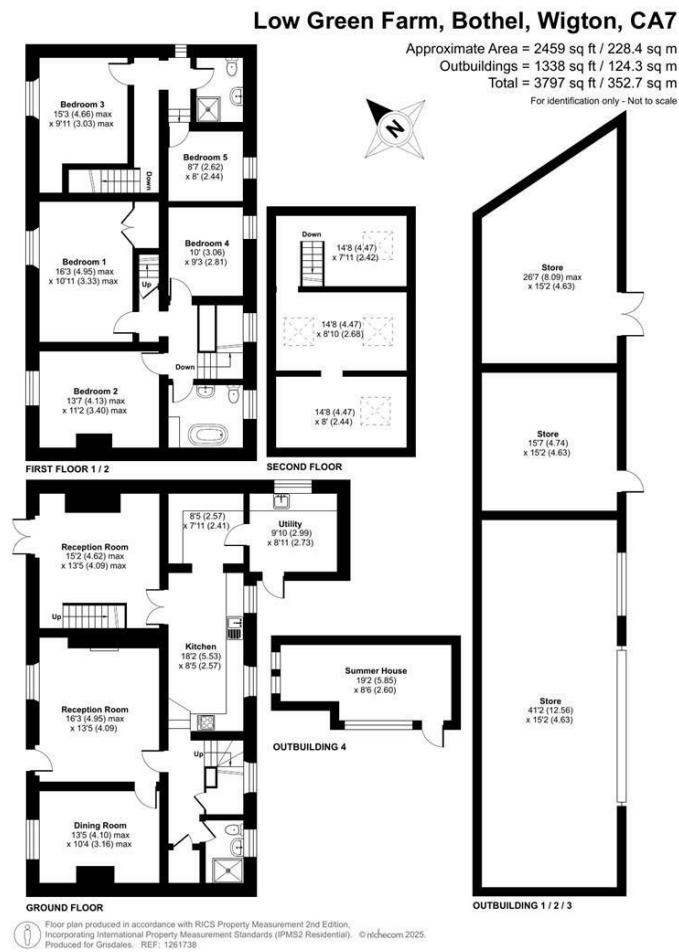 Low Green Farm, Bothel, Wigton, CA7
Approximate Area = 2459 sq ft / 228.4 sq m
Outbuildings = 1338 sq ft / 124.3 sq m
Total = 3797 sq ft / 352.7 sq m
For identification only - Not to scale
N
Bedroom 3
15'3 (4.66) max
x 9'11 (3.03) max
Down
Bedroom 5
8'7 (2.62)
x 8' (2.44)
Bedroom 1
16'3 (4.95) max
x 10'11 (3.33) max
Up
Bedroom 4
10' (3.06)
x 9'3 (2.81)
Down
Bedroom 2
13'7 (4.13) max
x 11'2 (3.40) max
FIRST FLOOR 1 / 2
Down
14'8 (4.47)
x 7'11 (2.42)
14'8 (4.47)
x 8'10 (2.68)
14'8 (4.47)
x 8' (2.44)
SECOND FLOOR
Store
26'7 (8.09) max
x 15'2 (4.63)
Store
15'7 (4.74)
x 15'2 (4.63)
Store
41'2 (12.56)
x 15'2 (4.63)
OUTBUILDING 1 / 2 / 3
Reception Room
15'2 (4.62) max
x 13'5 (4.09) max
Up
8'5 (2.57)
x 7'11 (2.41)
Utility
9'10 (2.99)
x 8'11 (2.73)
Kitchen
18'2 (5.53)
x 8'5 (2.57)
Reception Room
16'3 (4.95) max
x 13'5 (4.09)
Up
Dining Room
13'5 (4.10) max
x 10'4 (3.16) max
GROUND FLOOR
Summer House
19'2 (5.85)
x 8'6 (2.60)
OUTBUILDING 4
Floor plan produced in accordance with RICS Property Measurement 2nd Edition,
Incorporating International Property Measurement Standards (IPMS2 Residential). © nichecom 2025.
Produced for Grisdales. REF: 1261738